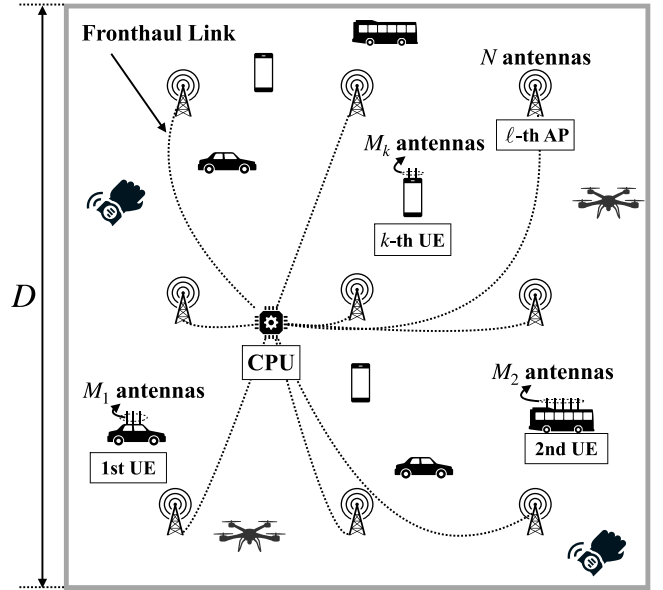 Fronthaul Link
N antennas
ℓ-th AP
M_k antennas
k-th UE
D
CPU
M_1 antennas
1st UE
M_2 antennas
2nd UE